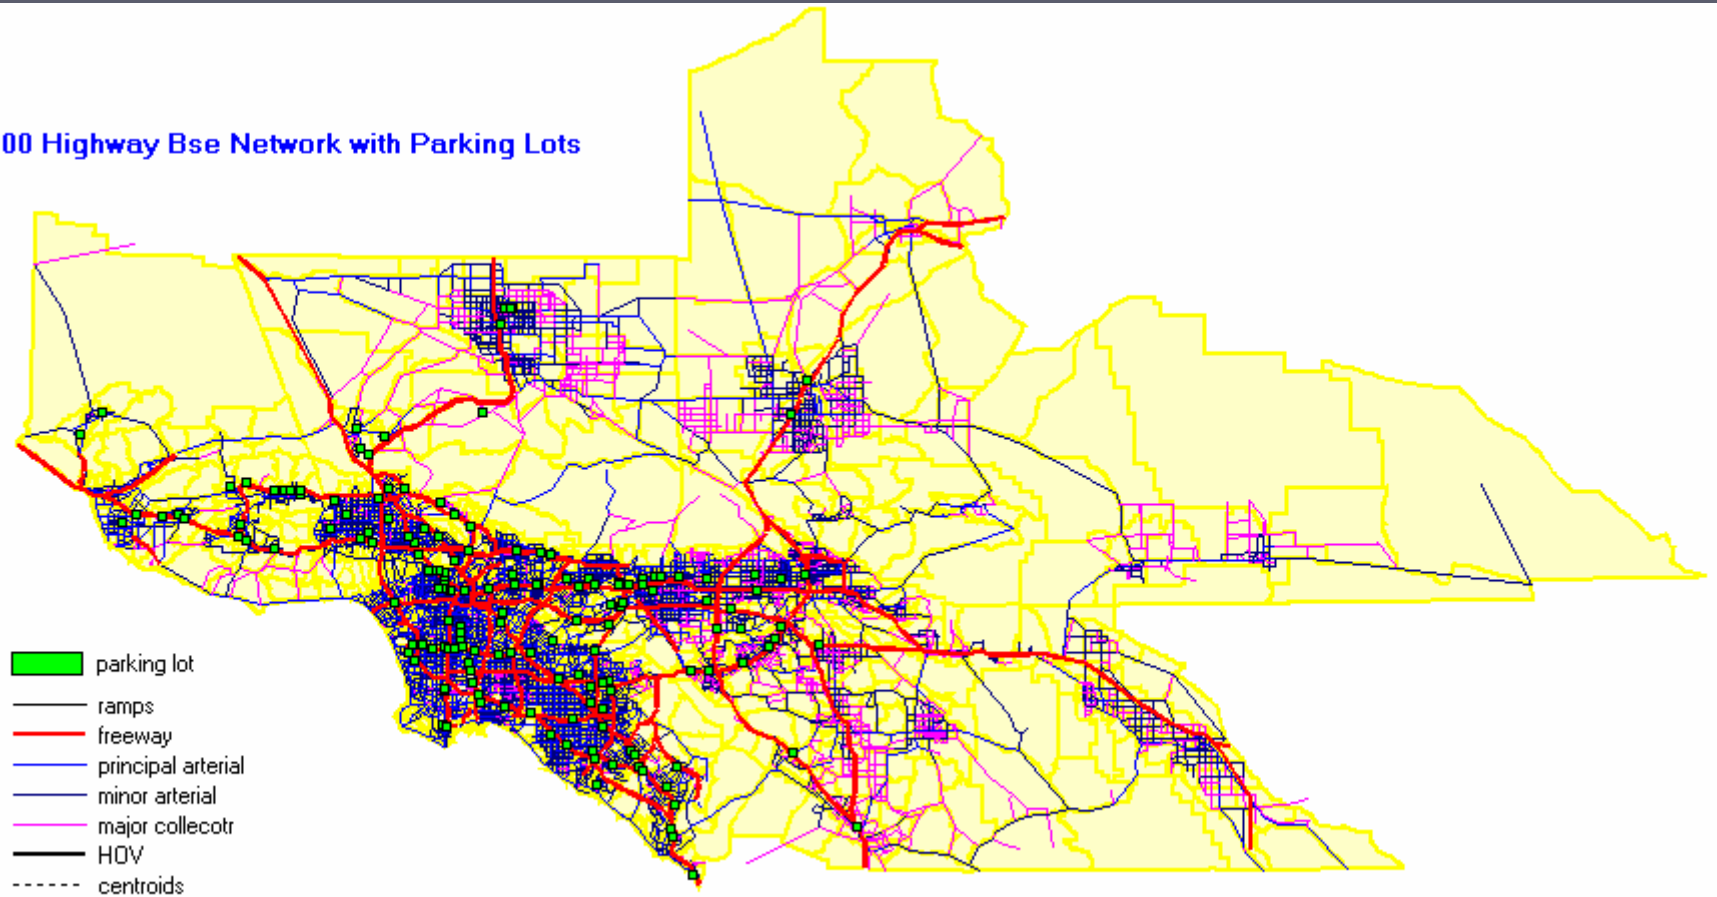 00 Highway Bse Network with Parking Lots
parking lot
ramps
freeway
principal arterial
minor arterial
major collecotr
HOV
centroids